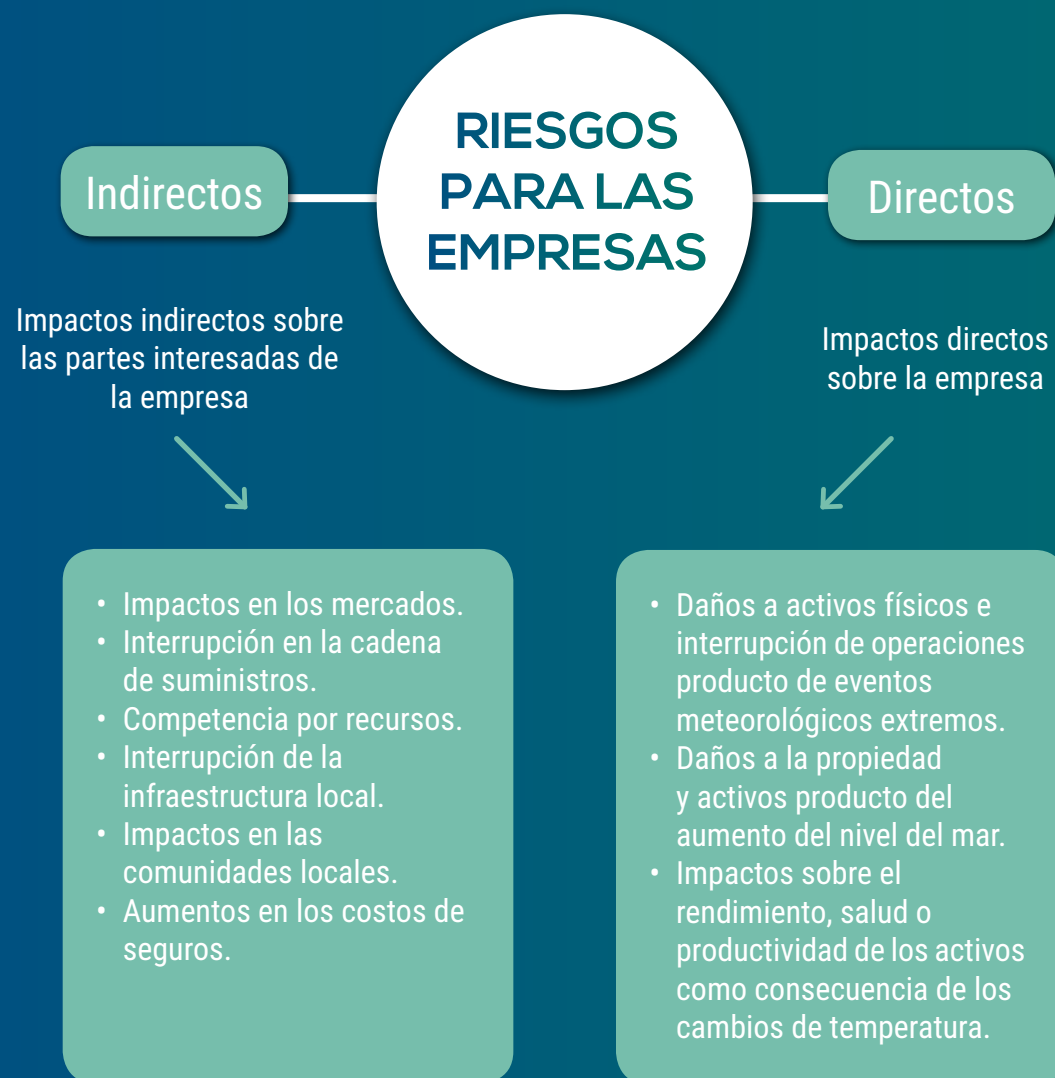 RIESGOS
PARA LAS
EMPRESAS
Indirectos
Impactos indirectos sobre
las partes interesadas de
la empresa
• Impactos en los mercados.
• Interrupción en la cadena
de suministros.
• Competencia por recursos.
• Interrupción de la
infraestructura local.
• Impactos en las
comunidades locales.
• Aumentos en los costos de
seguros.
Directos
Impactos directos
sobre la empresa
• Daños a activos físicos e
interrupción de operaciones
producto de eventos
meteorológicos extremos.
• Daños a la propiedad
y activos producto del
aumento del nivel del mar.
• Impactos sobre el
rendimiento, salud o
productividad de los activos
como consecuencia de los
cambios de temperatura.